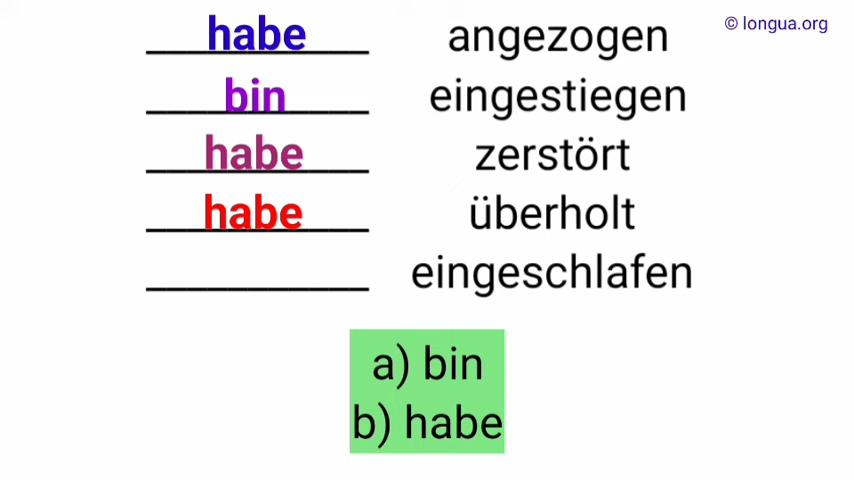 © longua.org
habe angezogen
bin eingestiegen
habe zerstört
habe überholt
eingeschlafen
a) bin
b) habe